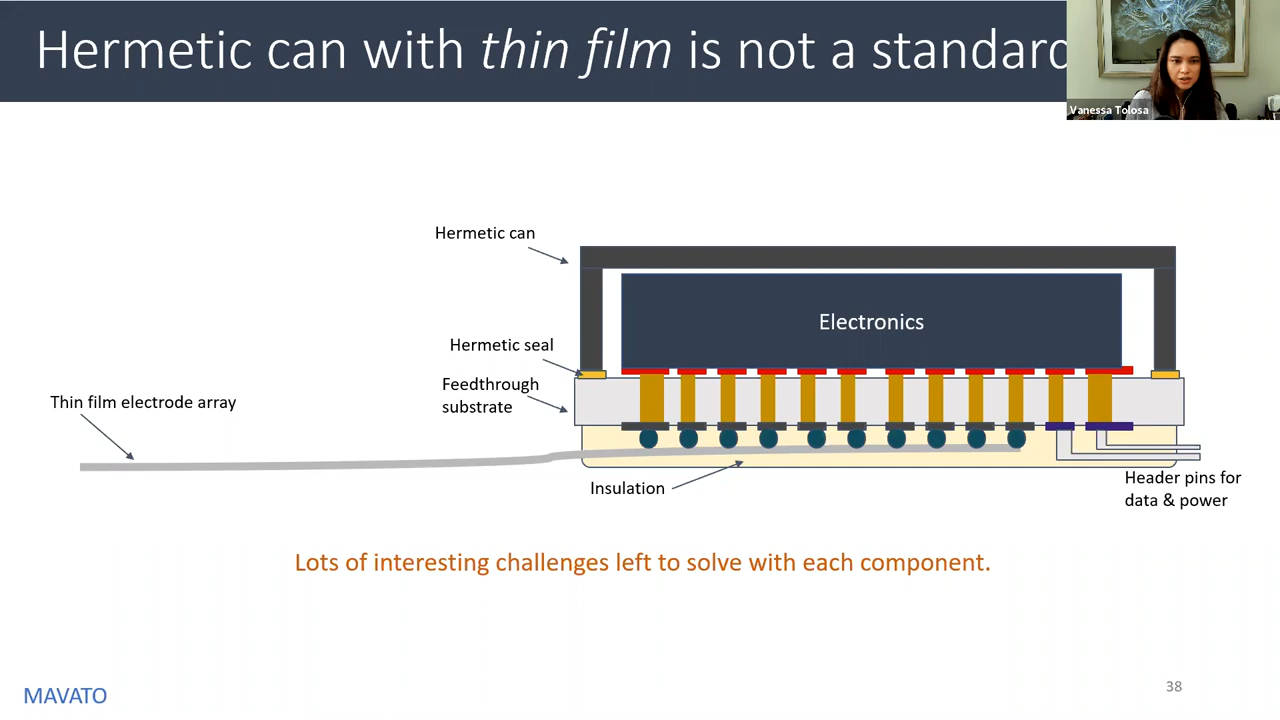 Hermetic can with thin film is not a standard
Vanessa Tolosa
Hermetic can
Electronics
Hermetic seal
Feedthrough
substrate
Thin film electrode array
Insulation
Header pins for
data & power
Lots of interesting challenges left to solve with each component.
MAVATO
38